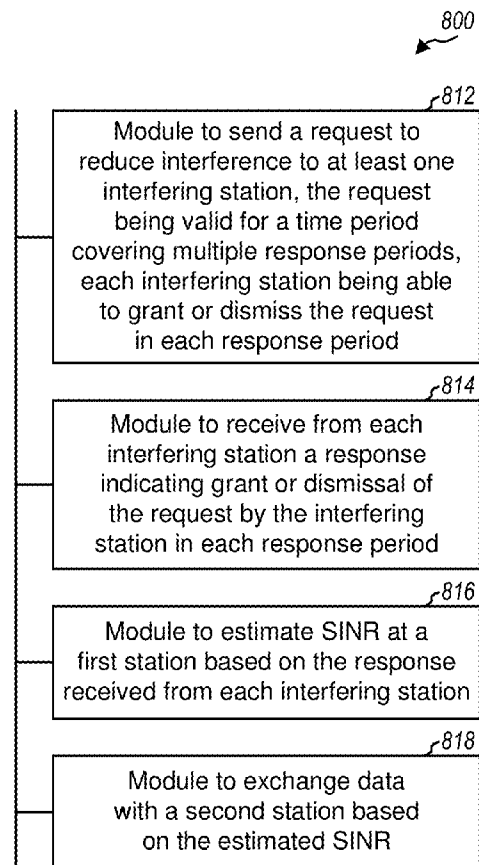 800
812
Module to send a request to
reduce interference to at least one
interfering station, the request
being valid for a time period
covering multiple response periods,
each interfering station being able
to grant or dismiss the request
in each response period
814
Module to receive from each
interfering station a response
indicating grant or dismissal of
the request by the interfering
station in each response period
816
Module to estimate SINR at a
first station based on the response
received from each interfering station
818
Module to exchange data
with a second station based
on the estimated SINR